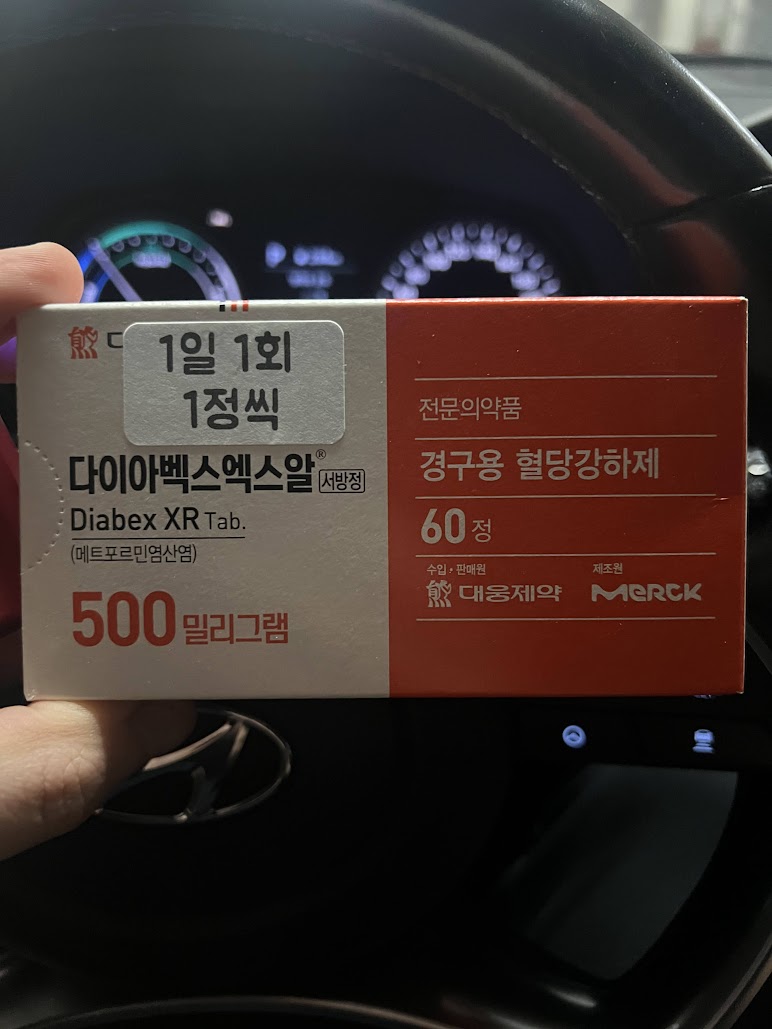 1일 1회
1정씩
다이아벡스엑스알® 서방정
Diabex XR Tab.
(메트포르민염산염)
500 밀리그램
전문의약품
경구용 혈당강하제
60정
수입·판매원
대웅제약
제조원
MERCK